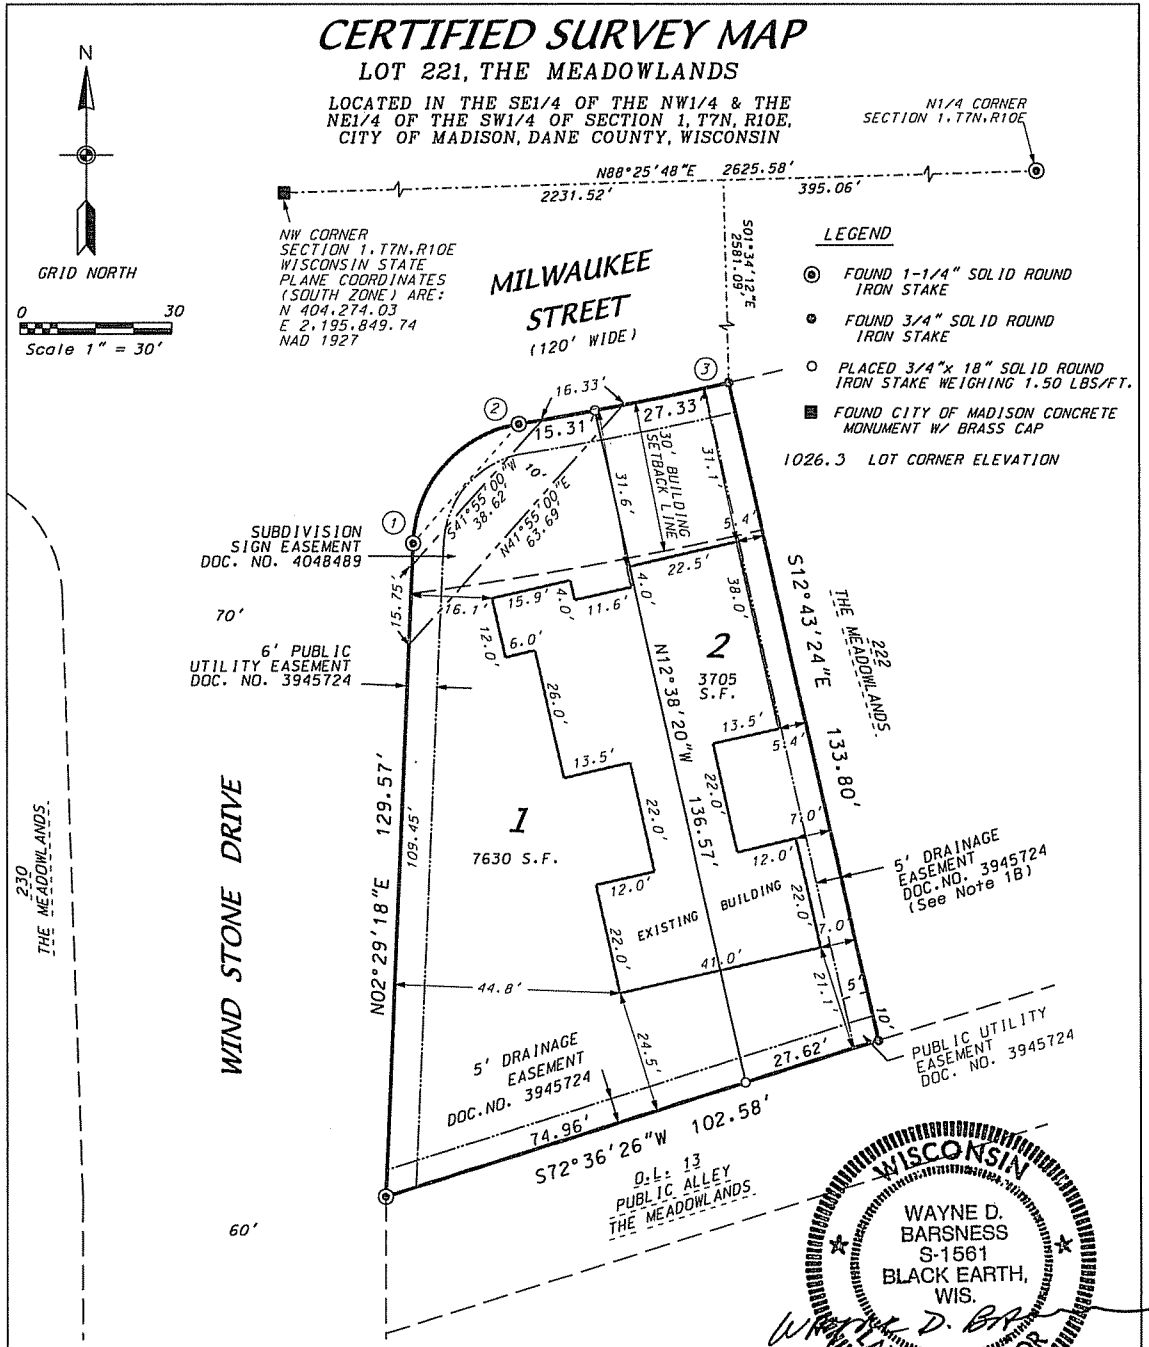 CERTIFIED SURVEY MAP
LOT 221, THE MEADOWLANDS
LOCATED IN THE SE1/4 OF THE NW1/4 & THE
NE1/4 OF THE SW1/4 OF SECTION 1, T7N, R10E,
CITY OF MADISON, DANE COUNTY, WISCONSIN
N
GRID NORTH
0 30
Scale 1" = 30'
N1/4 CORNER
SECTION 1, T7N, R10E
N88°25'48"E 2625.58'
2231.52'
395.06'
NW CORNER
SECTION 1, T7N, R10E
WISCONSIN STATE
PLANE COORDINATES
(SOUTH ZONE) ARE:
N 404,274.03
E 2,195,849.74
NAD 1927
S01°34'12"E
2581.09'
MILWAUKEE
STREET
(120' WIDE)
LEGEND
FOUND 1-1/4" SOLID ROUND
IRON STAKE
FOUND 3/4" SOLID ROUND
IRON STAKE
PLACED 3/4"x 18" SOLID ROUND
IRON STAKE WEIGHING 1.50 LBS/FT.
FOUND CITY OF MADISON CONCRETE
MONUMENT W/ BRASS CAP
1026.3 LOT CORNER ELEVATION
3
2
1
16.33'
15.31'
27.33'
30' BUILDING
SETBACK LINE
31.1'
31.6'
10'
S41°55'00"W
38.62'
N41°55'00"E
63.69'
SUBDIVISION
SIGN EASEMENT
DOC. NO. 4048489
70'
6' PUBLIC
UTILITY EASEMENT
DOC. NO. 3945724
15.75'
16.1'
15.9'
4.0'
11.6'
4.0'
22.5'
5.4'
12.0'
6.0'
26.0'
13.5'
22.0'
12.0'
22.0'
38.0'
2
3705
S.F.
N12°38'20"W 136.57'
S12°43'24"E 133.80'
222
THE MEADOWLANDS
13.5'
5.4'
22.0'
12.0'
7.0'
22.0'
7.0'
1
7630 S.F.
EXISTING BUILDING
41.0'
5' DRAINAGE
EASEMENT
DOC.NO. 3945724
(See Note 1B)
230
THE MEADOWLANDS
WIND STONE DRIVE
N02°29'18"E 129.57'
109.45'
44.8'
24.5'
21.1'
5'
10'
5' DRAINAGE
EASEMENT
DOC.NO. 3945724
PUBLIC UTILITY
EASEMENT
DOC. NO. 3945724
27.62'
74.96'
S72°36'26"W 102.58'
O.L. 13
PUBLIC ALLEY
THE MEADOWLANDS
60'
WISCONSIN
WAYNE D.
BARSNESS
S-1561
BLACK EARTH,
WIS.